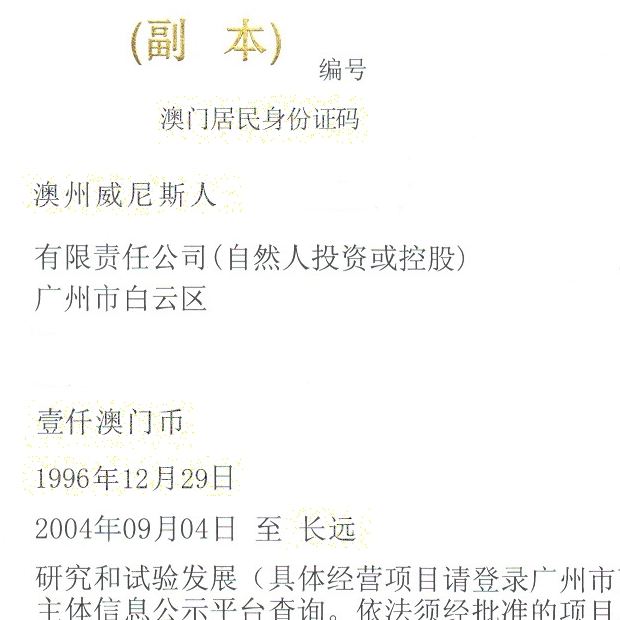 (副 本)
编号
澳门居民身份证码
澳州威尼斯人
有限责任公司(自然人投资或控股)
广州市白云区
壹仟澳门币
1996年12月29日
2004年09月04日 至 长远
研究和试验发展（具体经营项目请登录广州市
主体信息公示平台查询。依法须经批准的项目